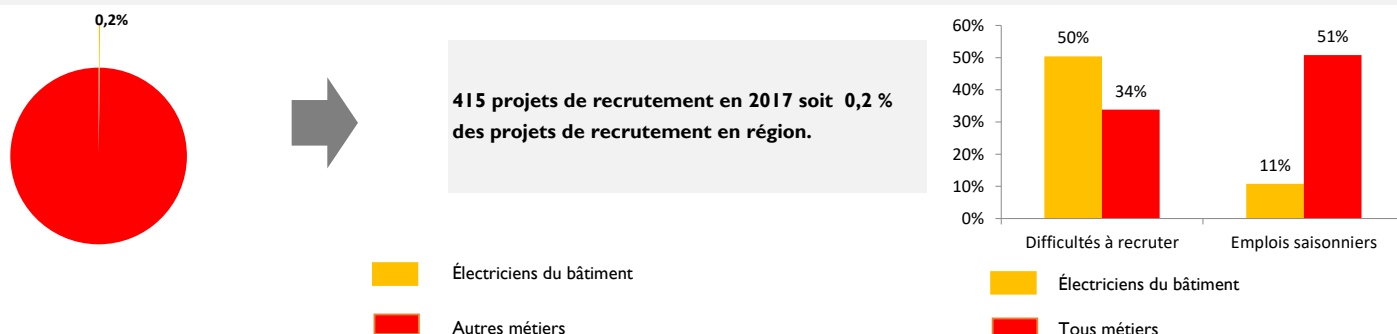 0,2%
415 projets de recrutement en 2017 soit 0,2 %
des projets de recrutement en région.
Électriciens du bâtiment
Autres métiers
60%
50%
40%
30%
20%
10%
0%
50%
34%
11%
51%
Difficultés à recruter
Emplois saisonniers
Électriciens du bâtiment
Tous métiers